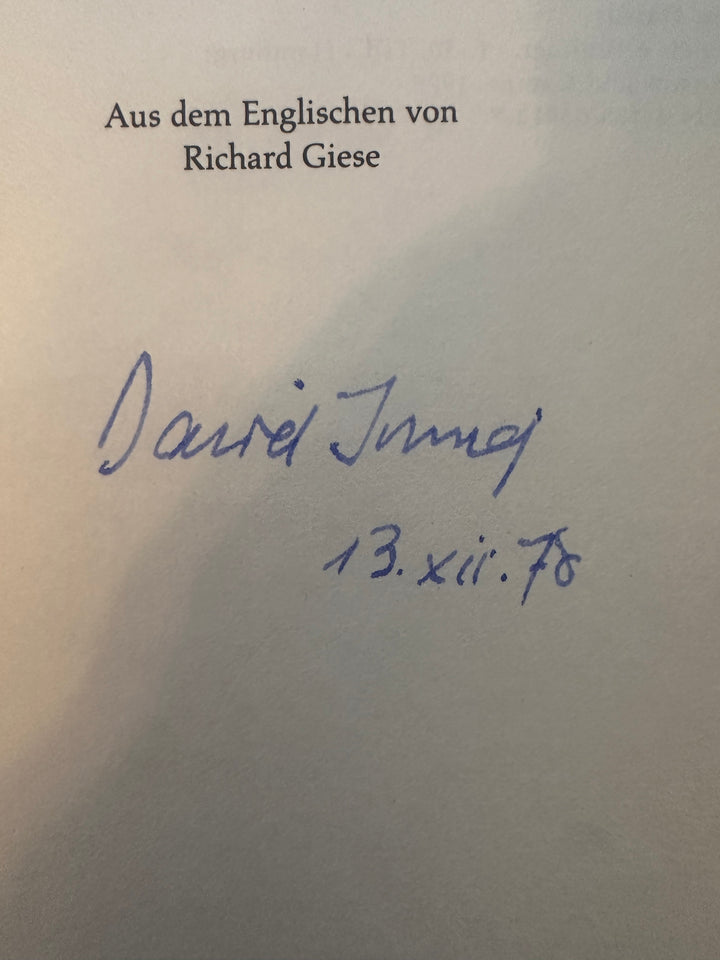 Aus dem Englischen von
Richard Giese
David Irving
13.xii.78